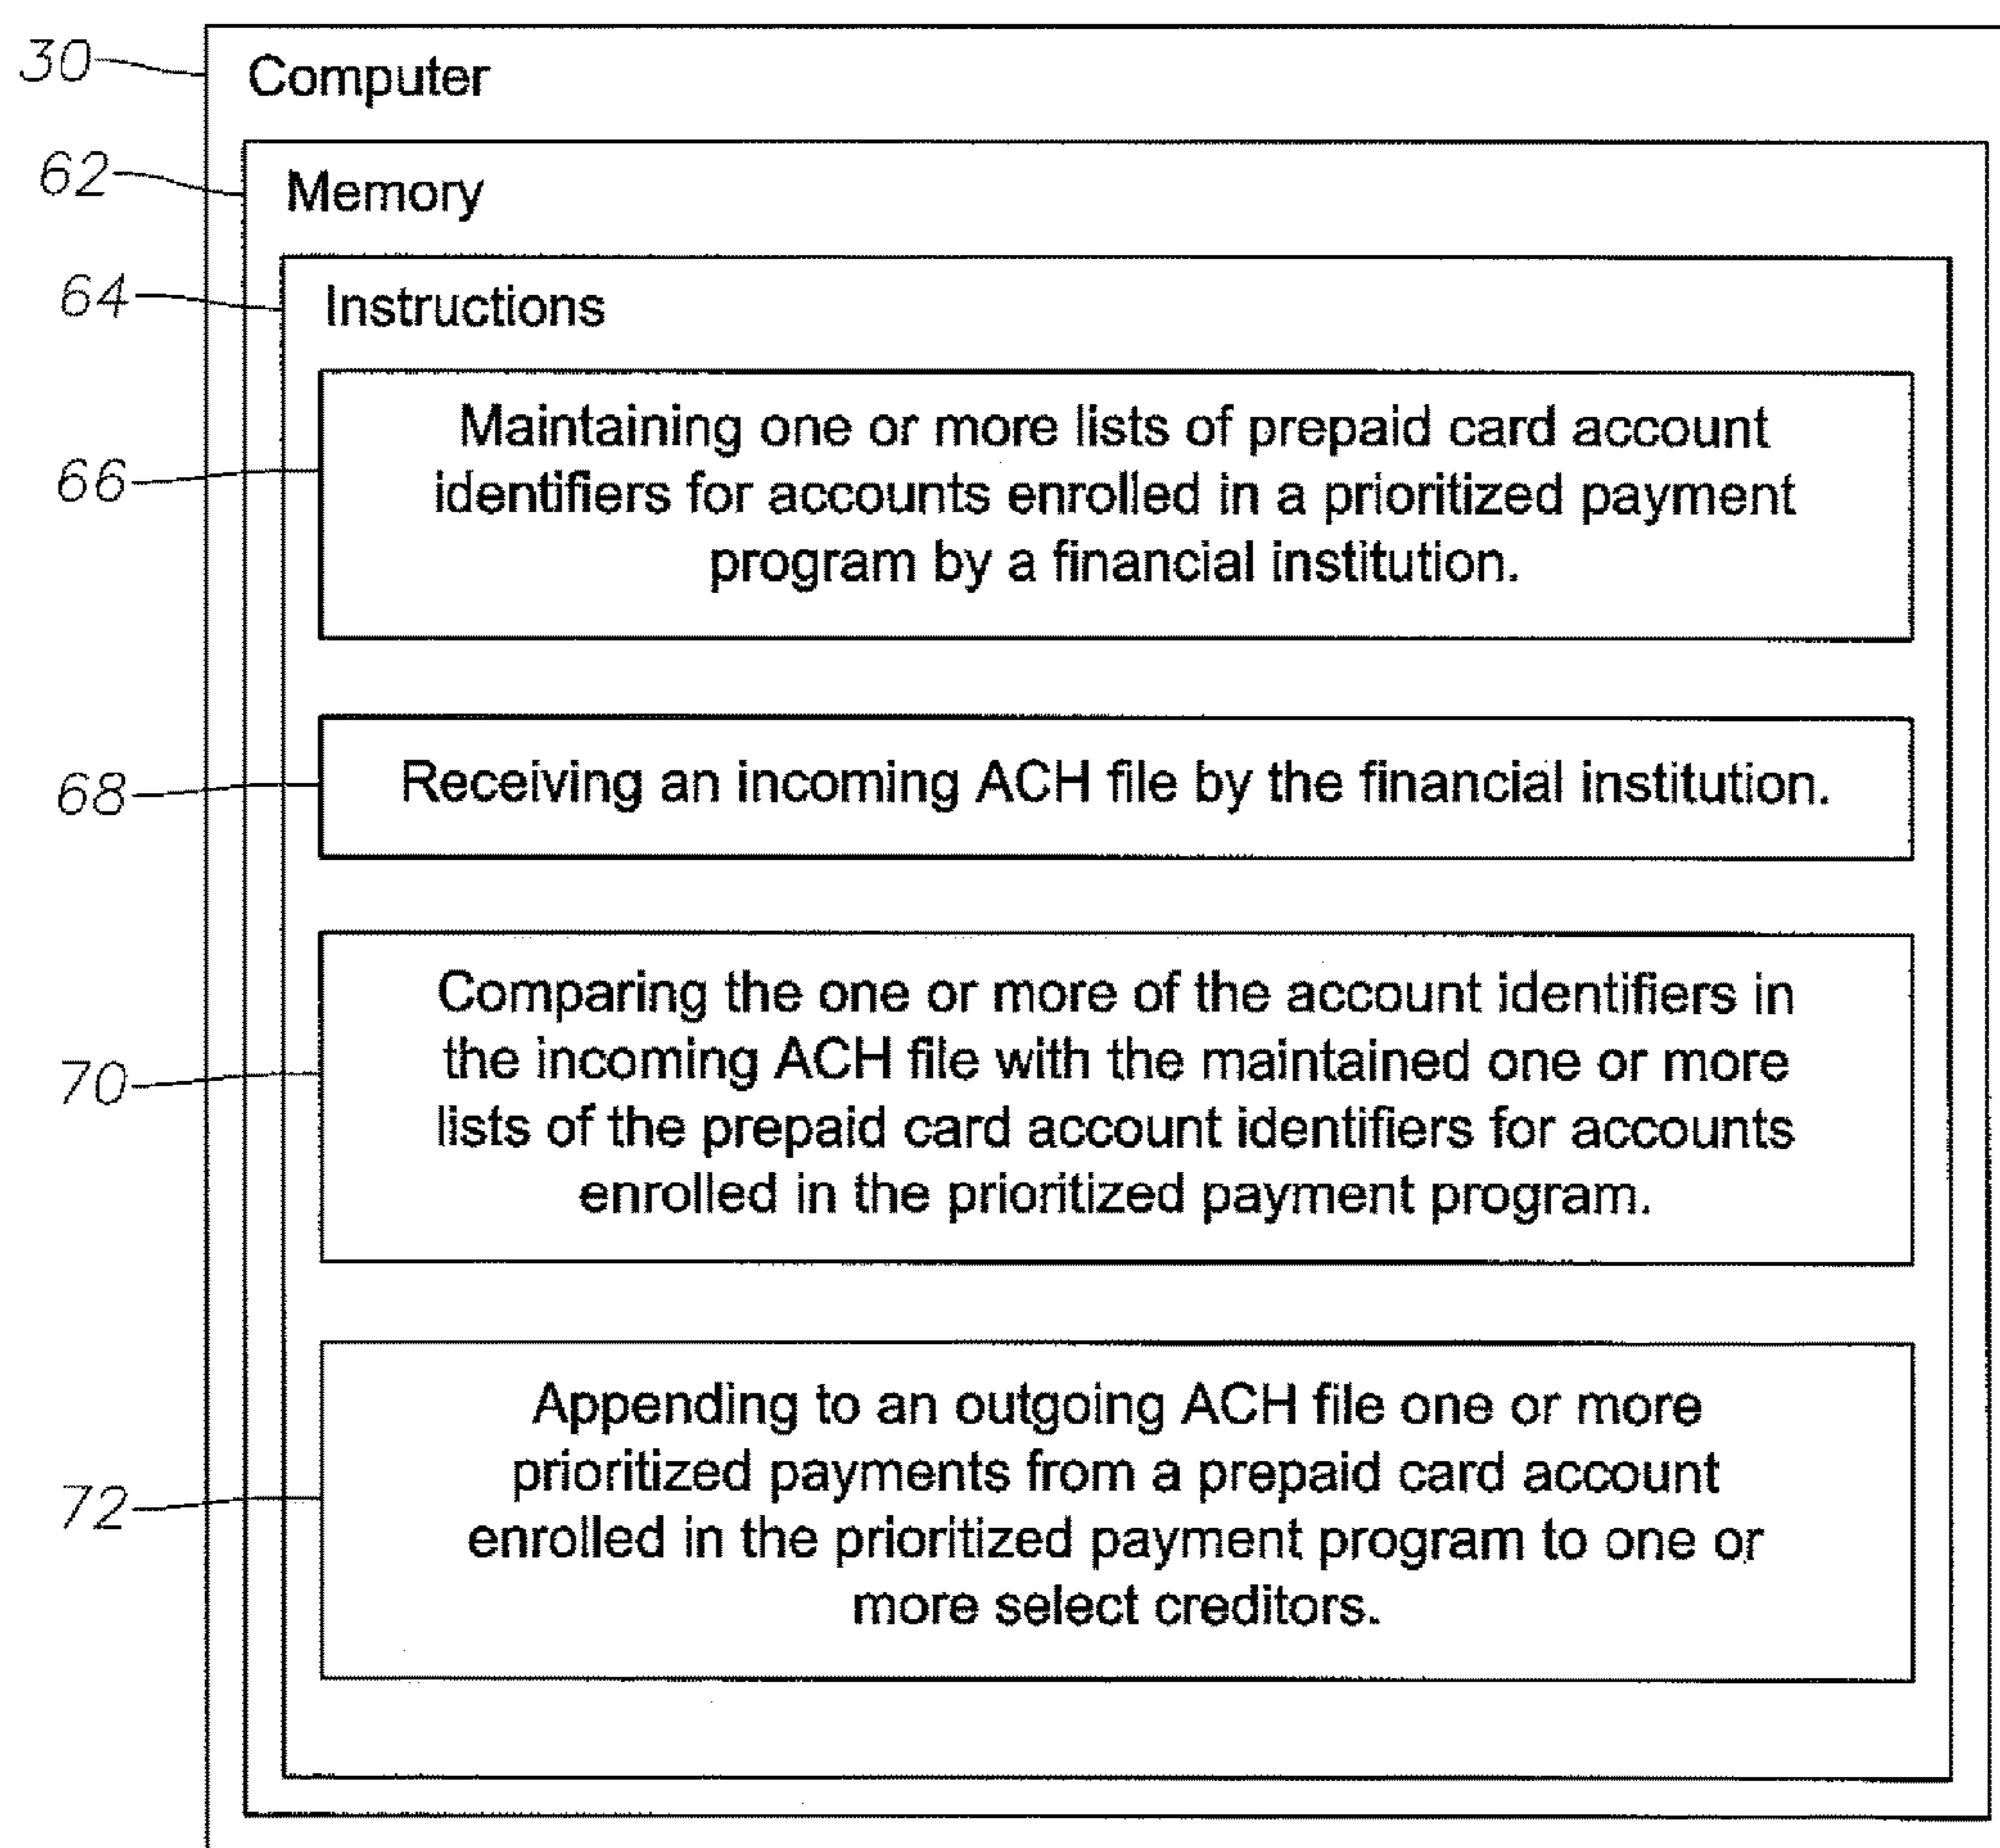 30
Computer
62
Memory
64
Instructions
66
Maintaining one or more lists of prepaid card account
identifiers for accounts enrolled in a prioritized payment
program by a financial institution.
68
Receiving an incoming ACH file by the financial institution.
70
Comparing the one or more of the account identifiers in
the incoming ACH file with the maintained one or more
lists of the prepaid card account identifiers for accounts
enrolled in the prioritized payment program.
72
Appending to an outgoing ACH file one or more
prioritized payments from a prepaid card account
enrolled in the prioritized payment program to one or
more select creditors.